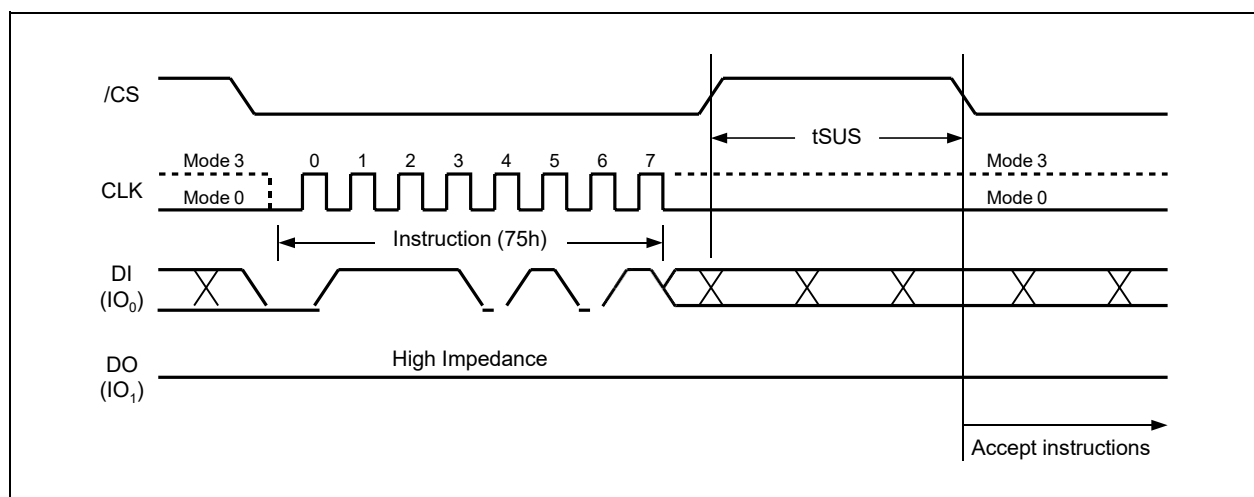 /CS
tSUS
Mode 3 0 1 2 3 4 5 6 7 Mode 3
CLK
Mode 0 Mode 0
Instruction (75h)
DI
(IO₀)
High Impedance
DO
(IO₁)
Accept instructions